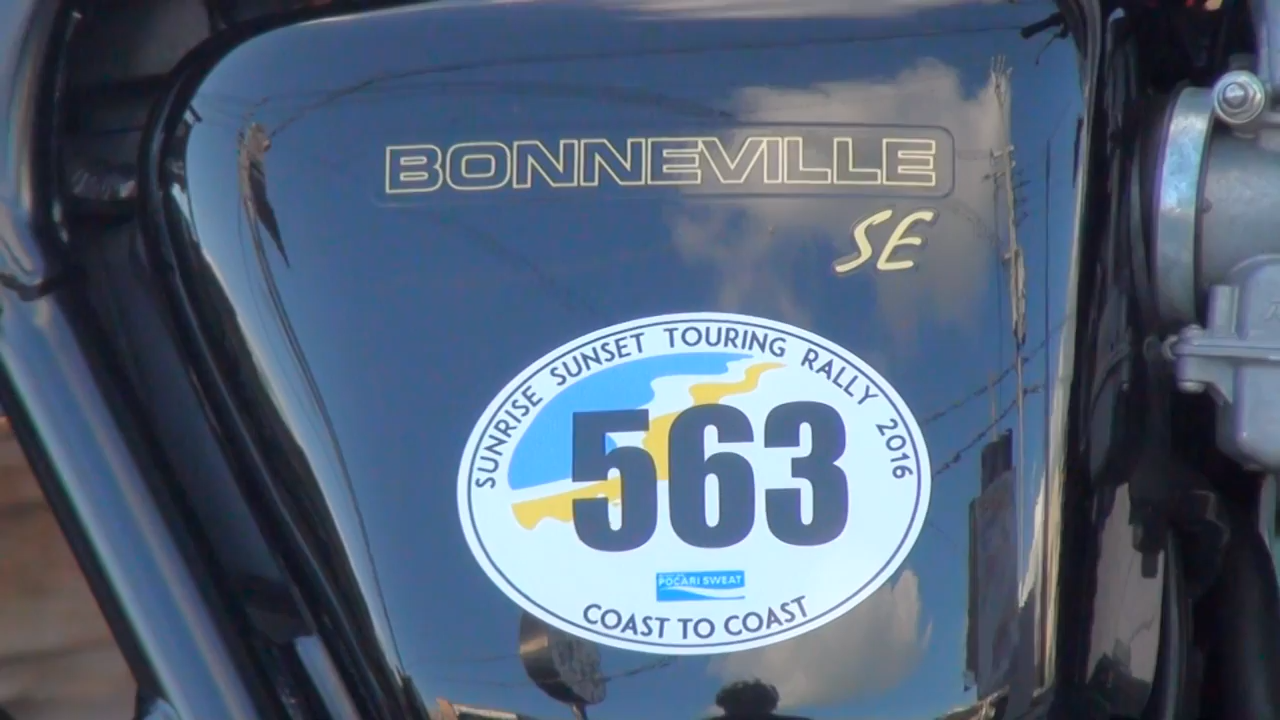 BONNEVILLE
SE
SUNRISE SUNSET TOURING RALLY 2016
563
POCARI SWEAT
COAST TO COAST